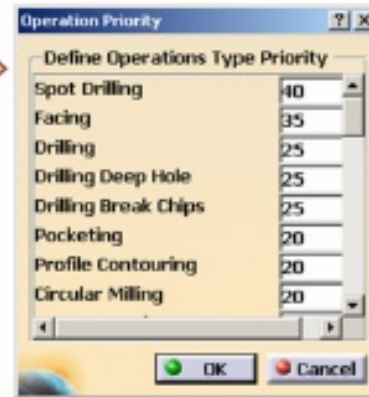 Operation Priority
Define Operations Type Priority
Spot Drilling 40
Facing 35
Drilling 25
Drilling Deep Hole 25
Drilling Break Chips 25
Pocketing 20
Profile Contouring 20
Circular Milling 20
OK Cancel